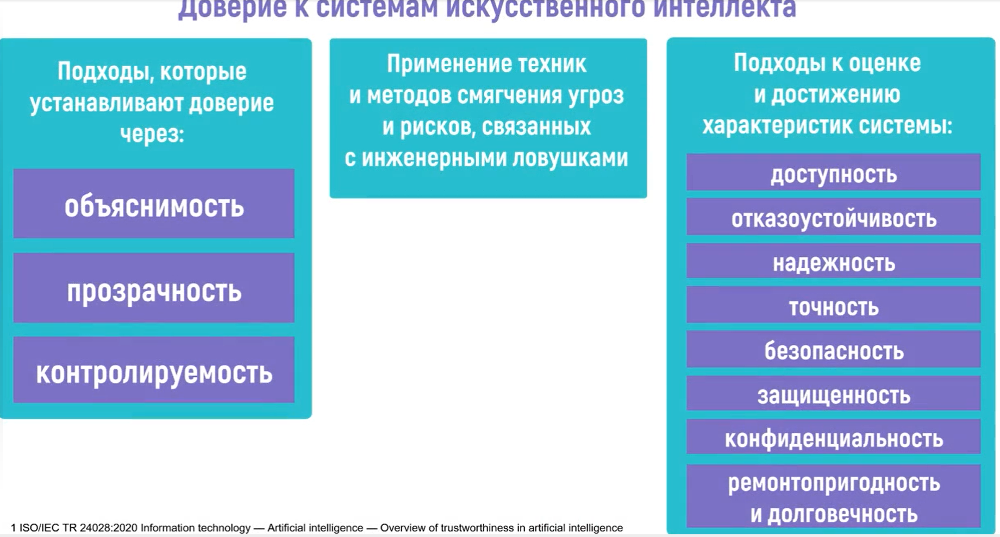 Доверие к системам искусственного интеллекта
Подходы, которые
устанавливают доверие
через:
объяснимость
прозрачность
контролируемость
Применение техник
и методов смягчения угроз
и рисков, связанных
с инженерными ловушками
Подходы к оценке
и достижению
характеристик системы:
доступность
отказоустойчивость
надежность
точность
безопасность
защищенность
конфиденциальность
ремонтопригодность
и долговечность
1 ISO/IEC TR 24028:2020 Information technology — Artificial intelligence — Overview of trustworthiness in artificial intelligence